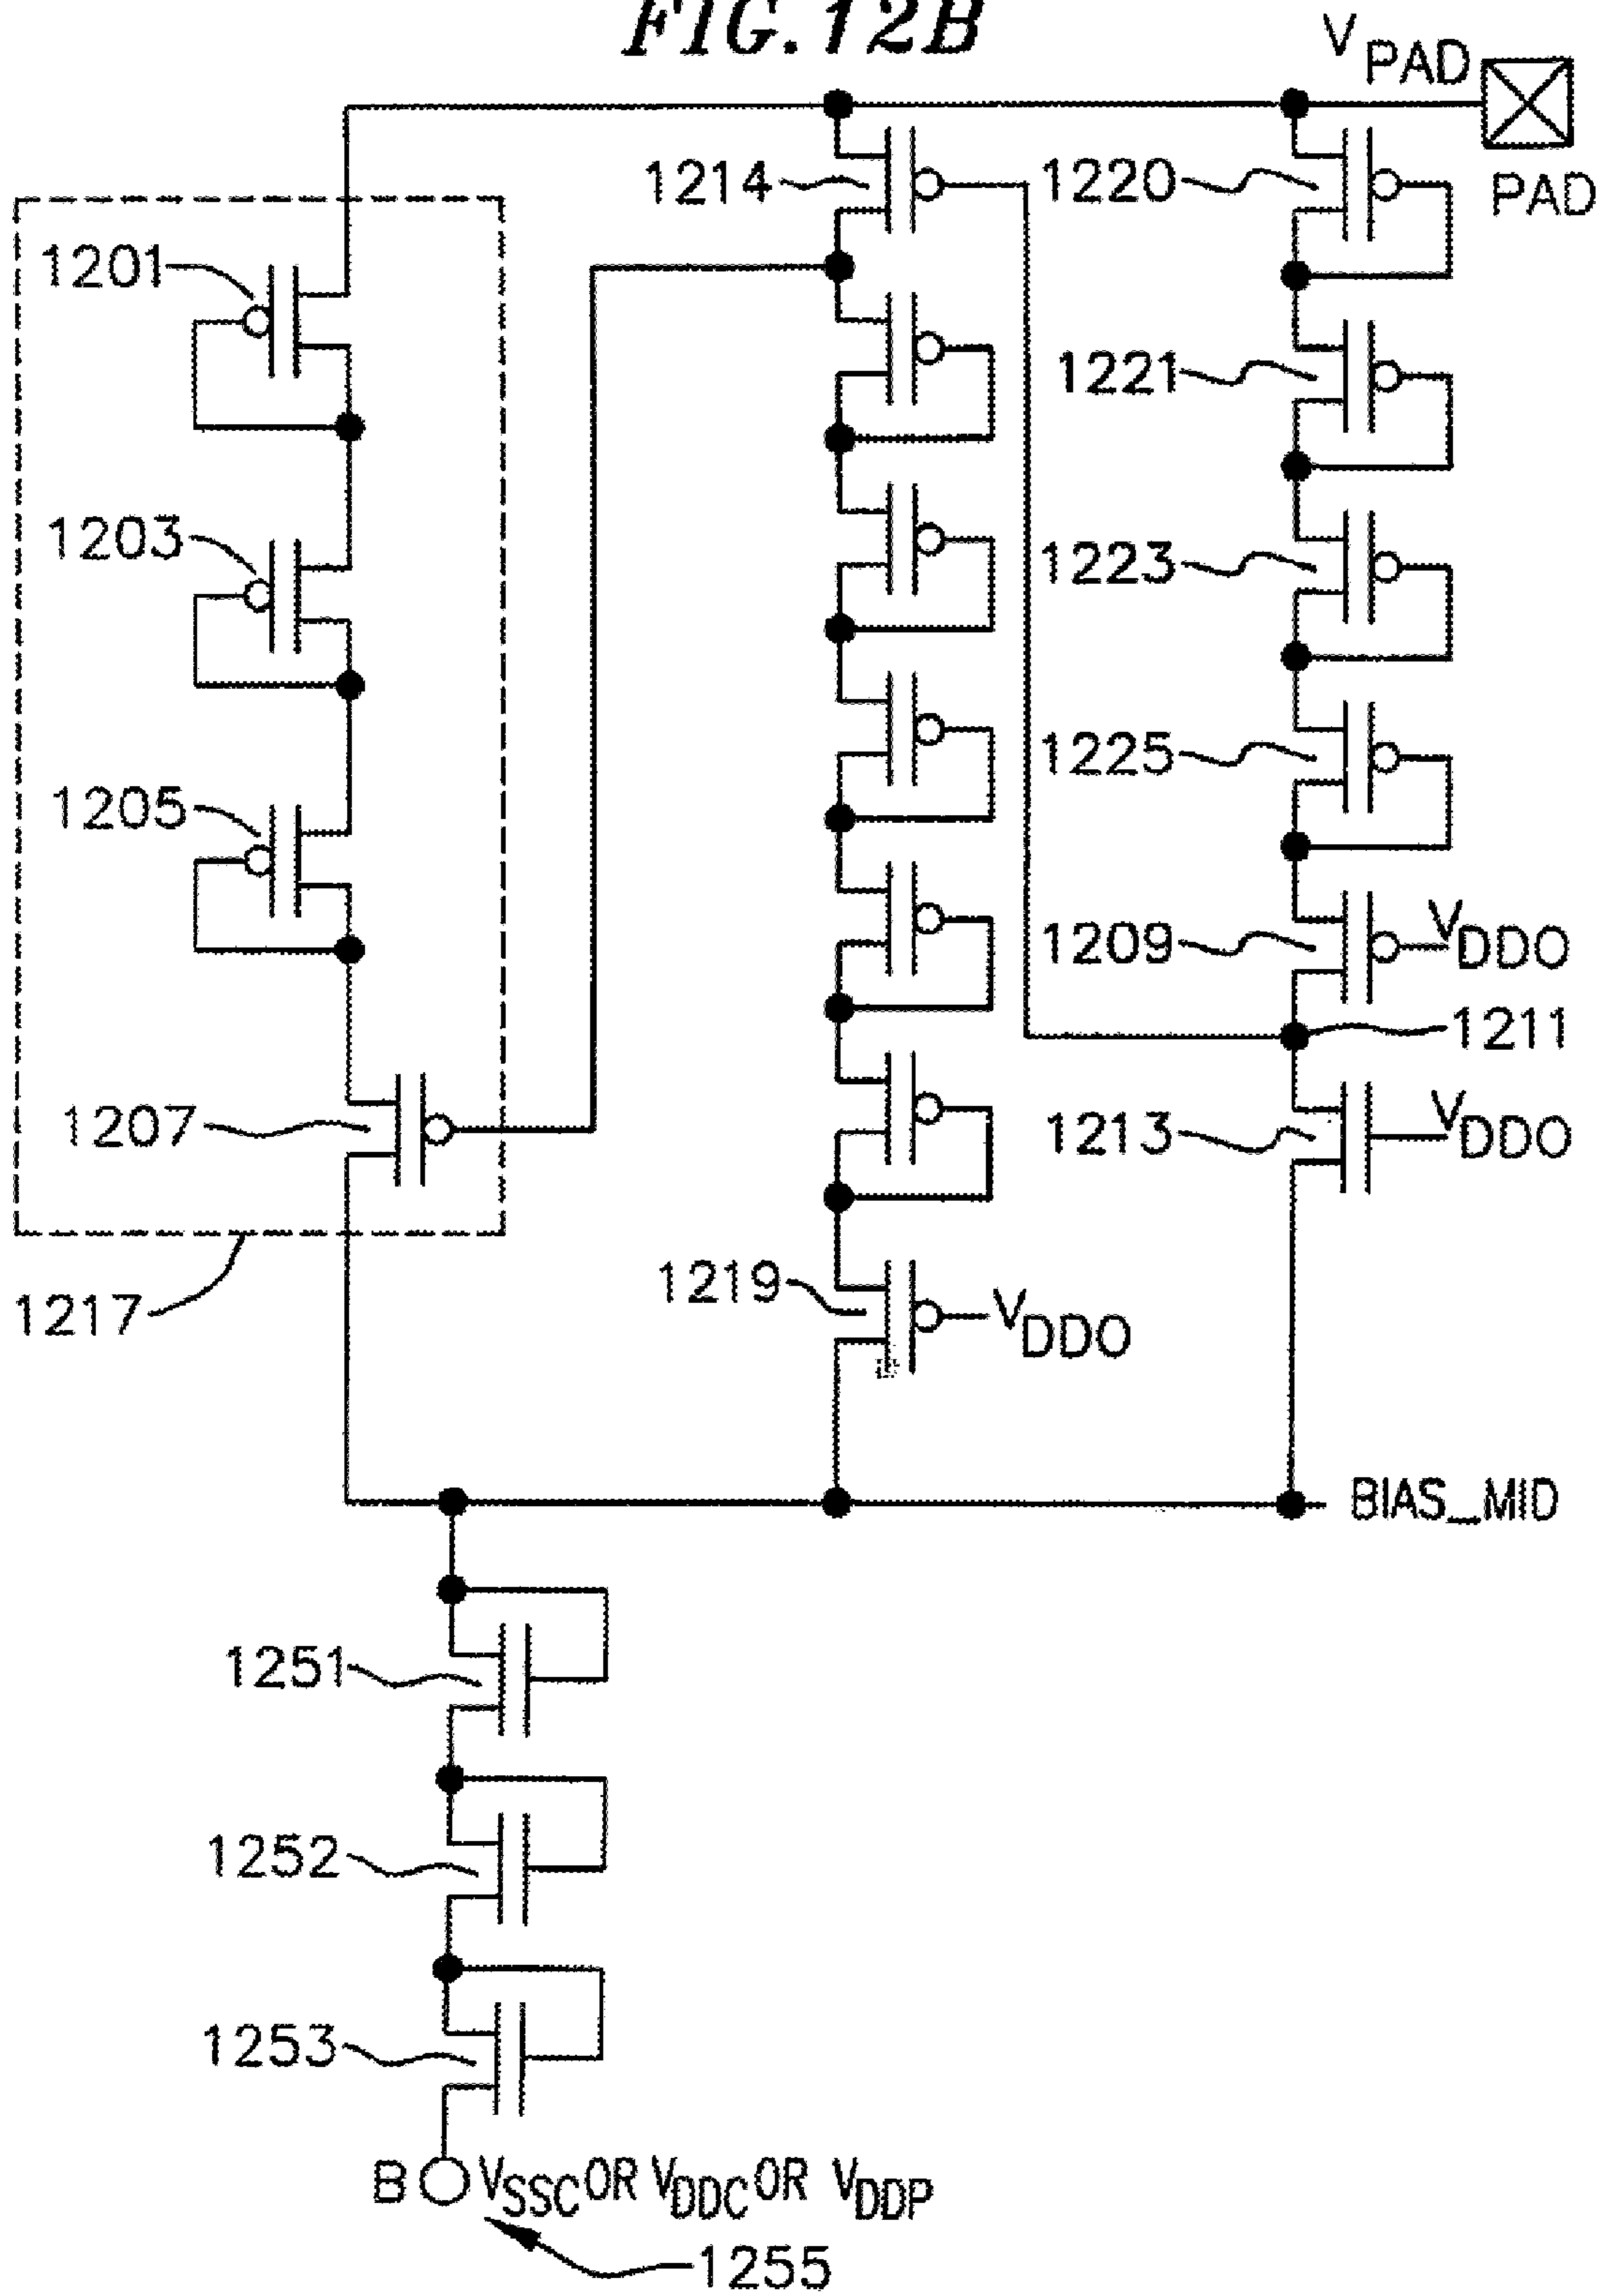 FIG. 12B
V PAD
PAD
1214
1220
1201
1221
1203
1223
1225
1205
1209
VDDO
1211
1207
1213
VDDO
1219
VDDO
1217
BIAS_MID
1251
1252
1253
B VSSC OR VDDC OR VDDP
1255